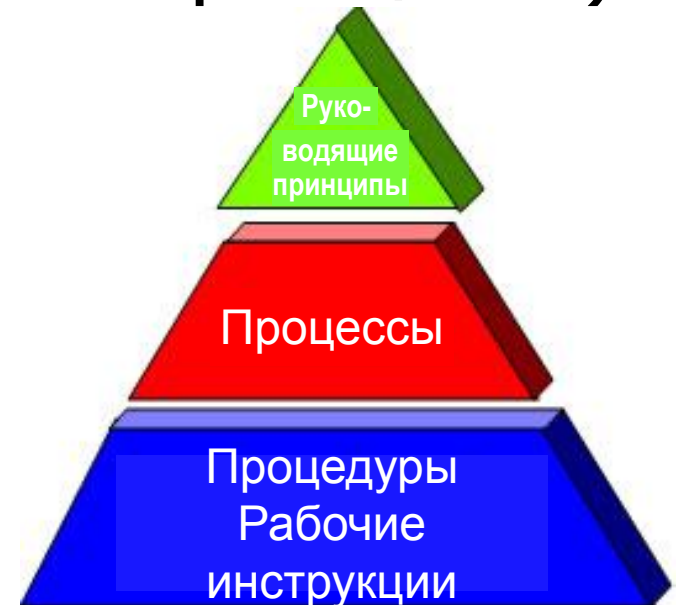 Руко-
водящие
принципы
Процессы
Процедуры
Рабочие
инструкции